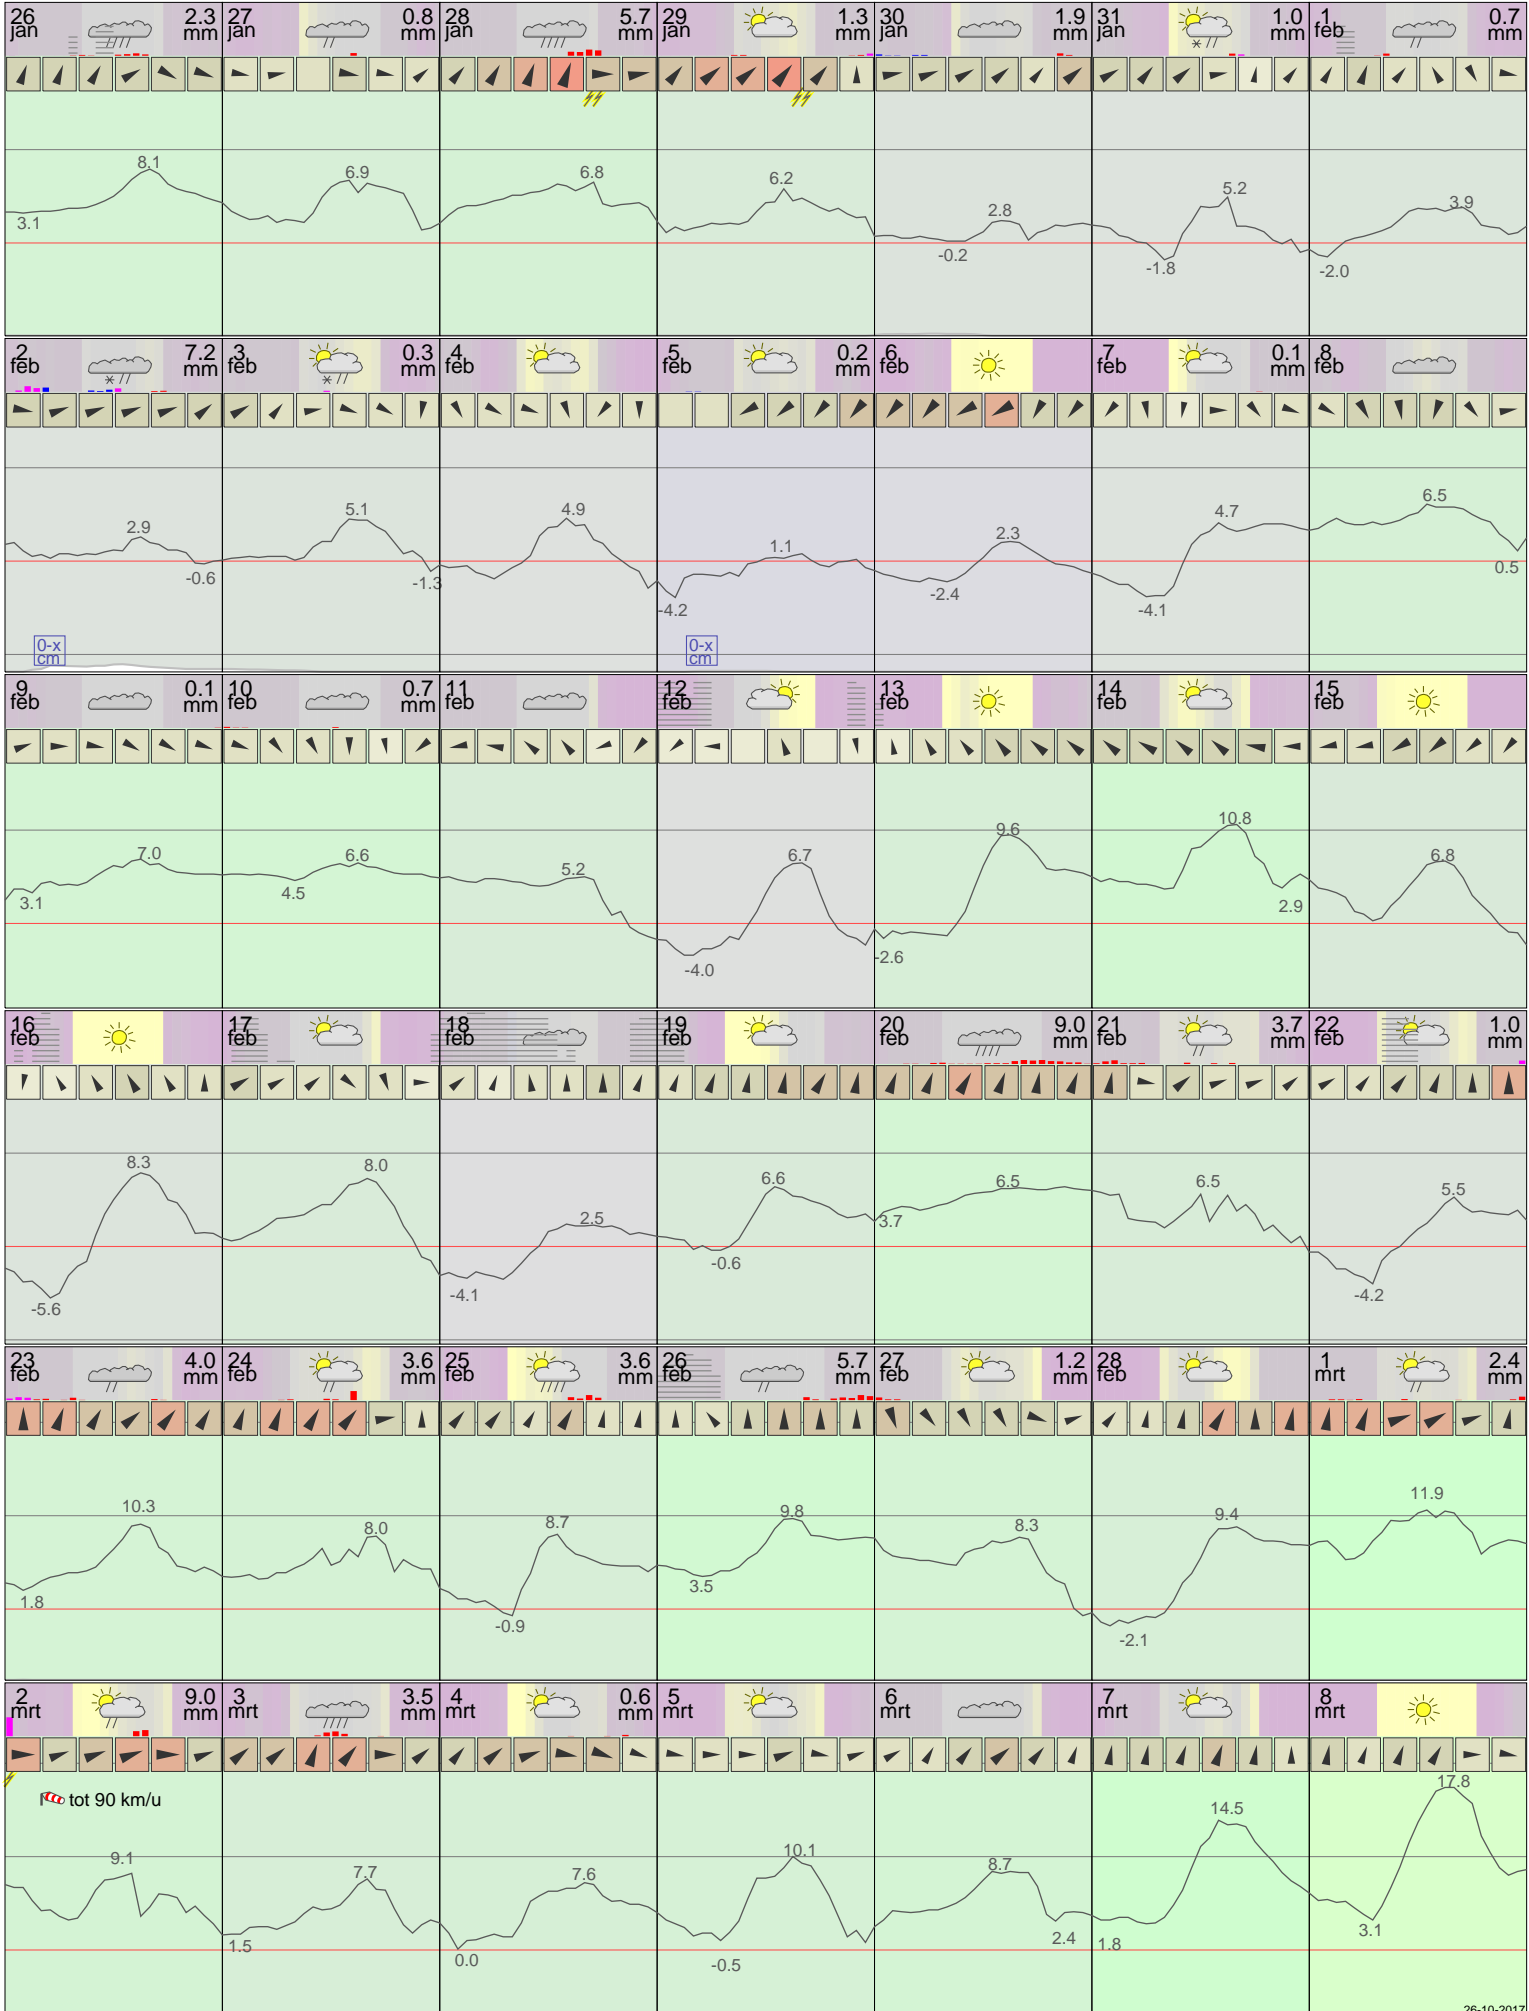 26 jan 2.3 mm 27 jan 0.8 mm 28 jan 5.7 mm 29 jan 1.3 mm 30 jan 1.9 mm 31 jan 1.0 mm 1 feb 0.7 mm
8.1 6.9 6.8 6.2 2.8 5.2 3.9
3.1 -0.2 -1.8 -2.0
2 feb 7.2 mm 3 feb 0.3 mm 4 feb 5 feb 0.2 mm 6 feb 7 feb 0.1 mm 8 feb
2.9 5.1 4.9 1.1 2.3 4.7 6.5
-0.6 -1.3 -4.2 -2.4 -4.1 0.5
0-x cm 0-x cm
9 feb 0.1 mm 10 feb 0.7 mm 11 feb 12 feb 13 feb 14 feb 15 feb
7.0 6.6 5.2 6.7 9.6 10.8 6.8
3.1 4.5 -4.0 -2.6 2.9
16 feb 17 feb 18 feb 19 feb 20 feb 9.0 mm 21 feb 3.7 mm 22 feb 1.0 mm
8.3 8.0 2.5 6.6 6.5 6.5 5.5
-5.6 -4.1 -0.6 3.7 -4.2
23 feb 4.0 mm 24 feb 3.6 mm 25 feb 3.6 mm 26 feb 5.7 mm 27 feb 1.2 mm 28 feb 1 mrt 2.4 mm
10.3 8.0 8.7 9.8 8.3 9.4 11.9
1.8 -0.9 3.5 -2.1
2 mrt 9.0 mm 3 mrt 3.5 mm 4 mrt 0.6 mm 5 mrt 6 mrt 7 mrt 8 mrt
tot 90 km/u
9.1 7.7 7.6 10.1 8.7 14.5 17.8
1.5 0.0 -0.5 2.4 1.8 3.1
26-10-2017